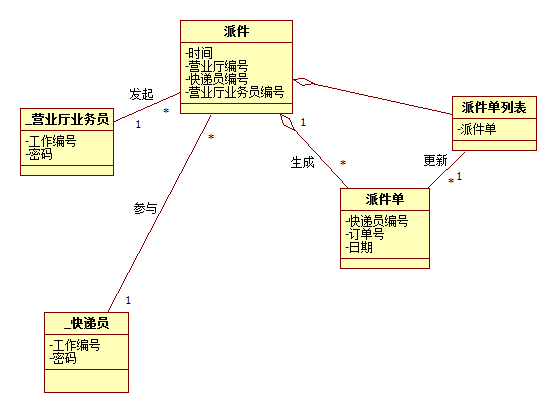 派件
-时间
-营业厅编号
-快递员编号
-营业厅业务员编号
发起
1
*
_营业厅业务员
-工作编号
-密码
派件单列表
-派件单
1
生成
*
更新
*
1
派件单
-快递员编号
-订单号
-日期
*
参与
1
_快递员
-工作编号
-密码